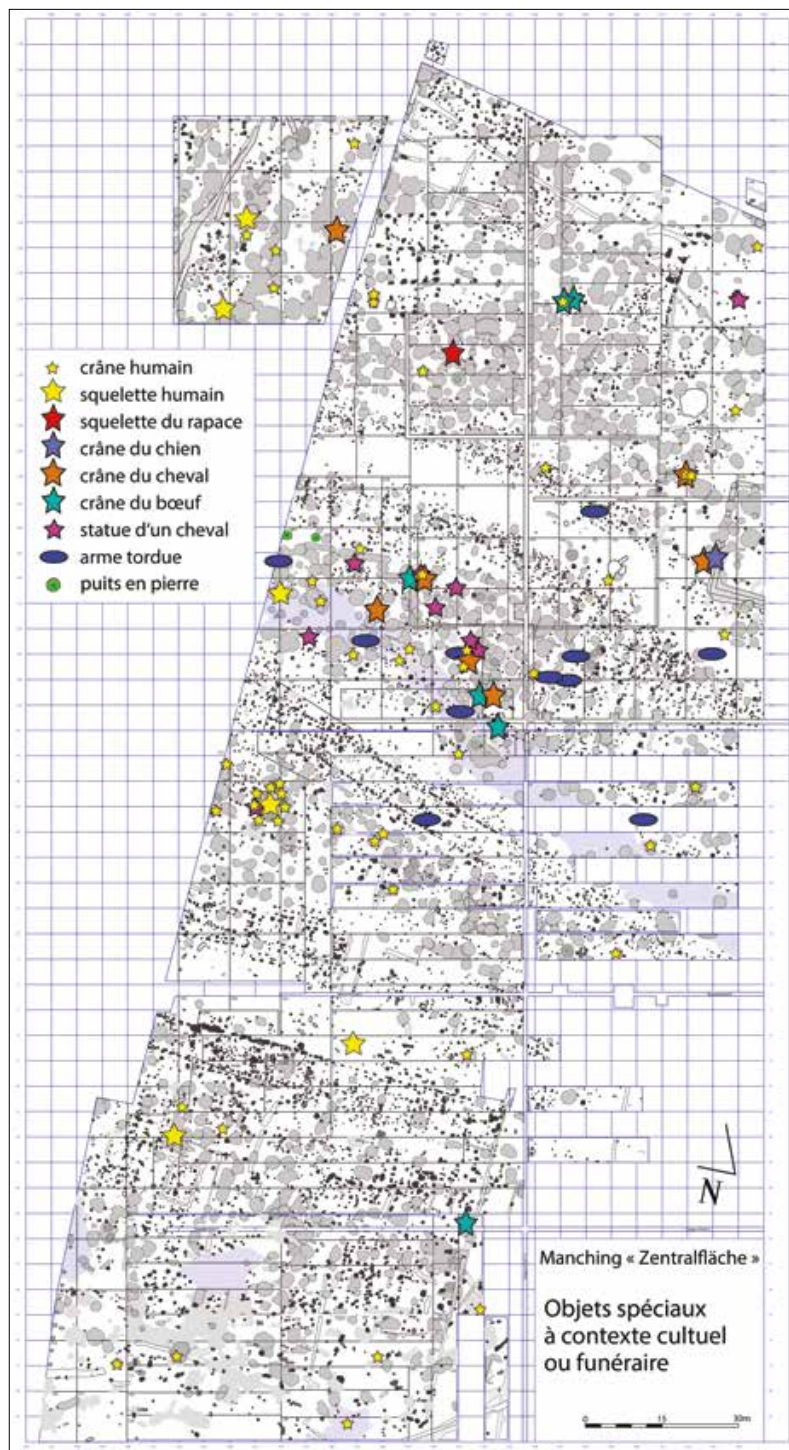 crâne humain
squelette humain
squelette du rapace
crâne du chien
crâne du cheval
crâne du bœuf
statue d'un cheval
arme tordue
puits en pierre
N
Manching « Zentralfläche »
Objets spéciaux
à contexte cultuel
ou funéraire
0 15 30m